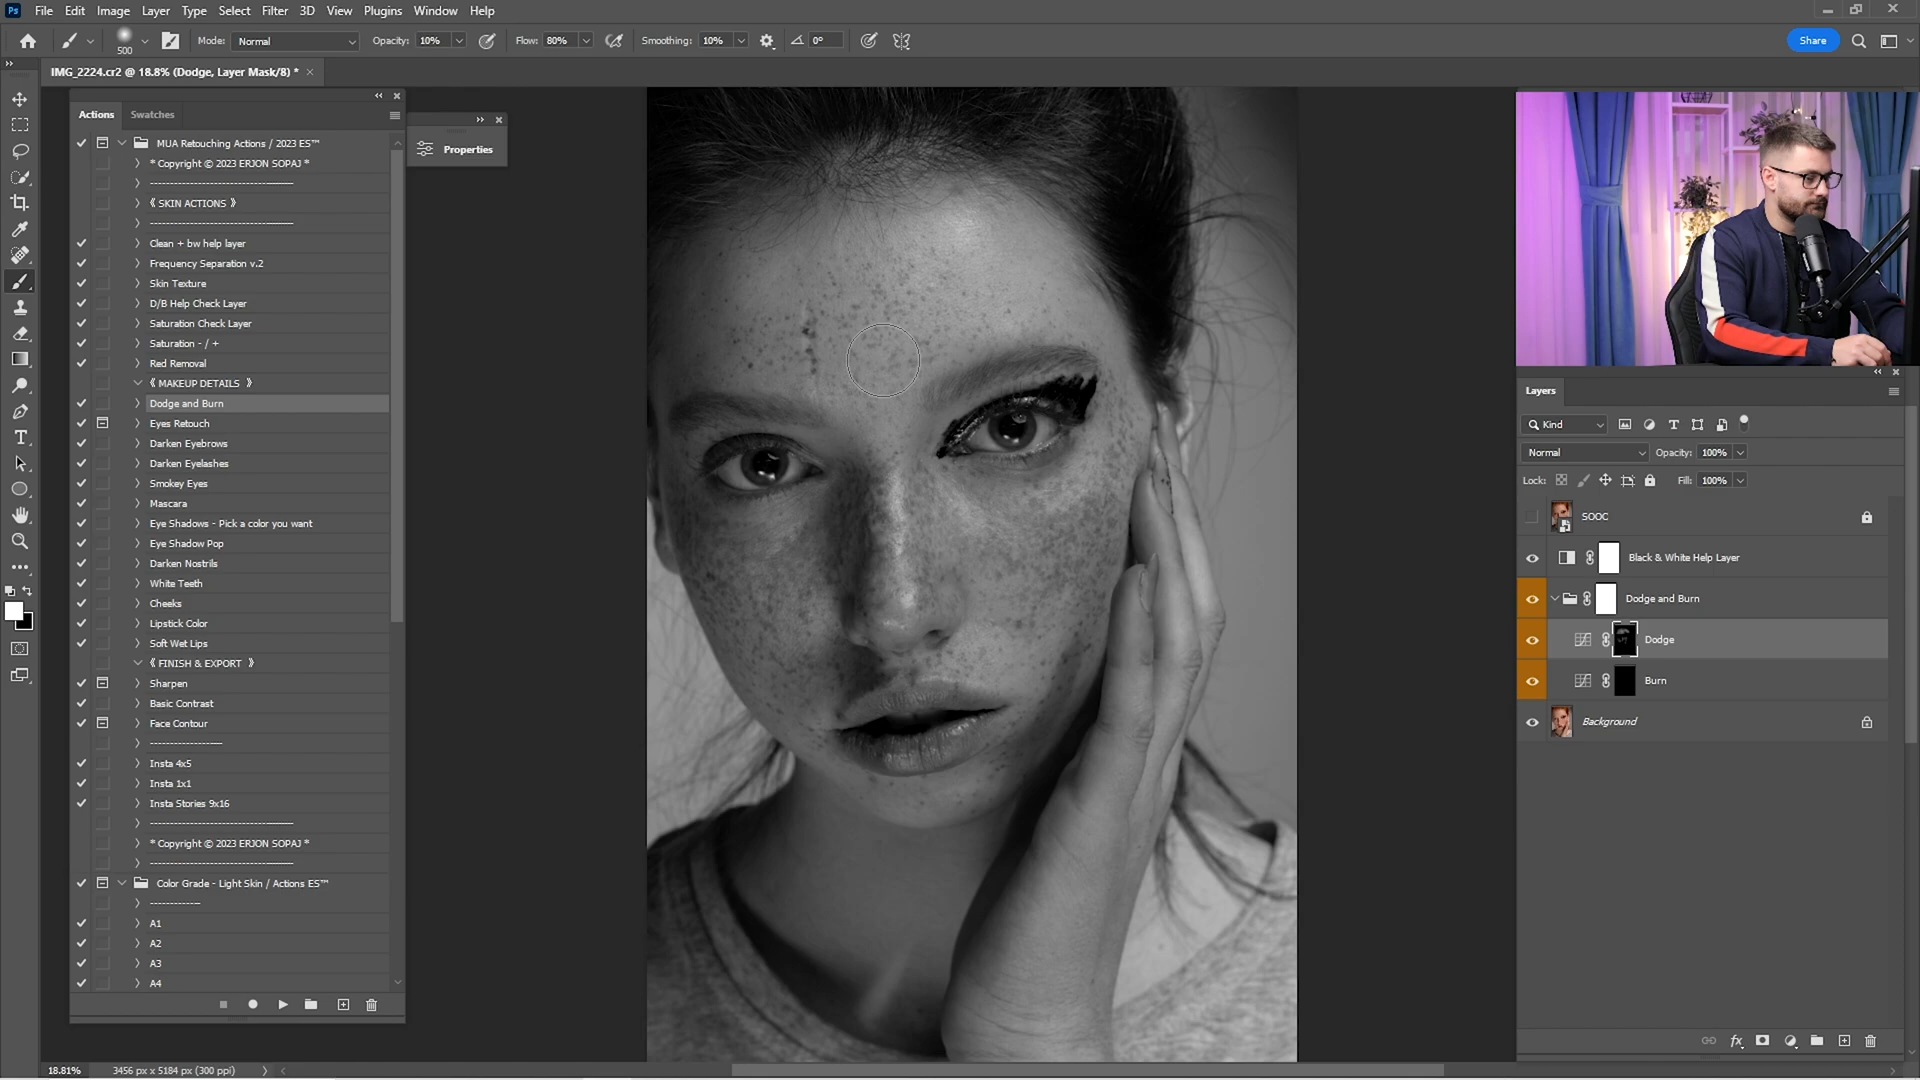 Ps File Edit Image Layer Type Select Filter 3D View Plugins Window Help
500 Mode: Normal Opacity: 10% Flow: 80% Smoothing: 10% 0° Share
IMG_2224.cr2 @ 18.8% (Dodge, Layer Mask/8) *
Actions Swatches
MUA Retouching Actions / 2023 ES™
* Copyright © 2023 ERJON SOPAJ *
-----------------------------------
《 SKIN ACTIONS 》
-----------------------------------
Clean + bw help layer
Frequency Separation v.2
Skin Texture
D/B Help Check Layer
Saturation Check Layer
Saturation - / +
Red Removal
《 MAKEUP DETAILS 》
Dodge and Burn
Eyes Retouch
Darken Eyebrows
Darken Eyelashes
Smokey Eyes
Mascara
Eye Shadows - Pick a color you want
Eye Shadow Pop
Darken Nostrils
White Teeth
Cheeks
Lipstick Color
Soft Wet Lips
《 FINISH & EXPORT 》
Sharpen
Basic Contrast
Face Contour
------------------
Insta 4x5
Insta 1x1
Insta Stories 9x16
-----------------------------------
* Copyright © 2023 ERJON SOPAJ *
-----------------------------------
Color Grade - Light Skin / Actions ES™
------------
A1
A2
A3
A4
Properties
Layers
Kind
Normal Opacity: 100%
Lock: Fill: 100%
SOOC
Black & White Help Layer
Dodge and Burn
Dodge
Burn
Background
fx
18.81% 3456 px x 5184 px (300 ppi)